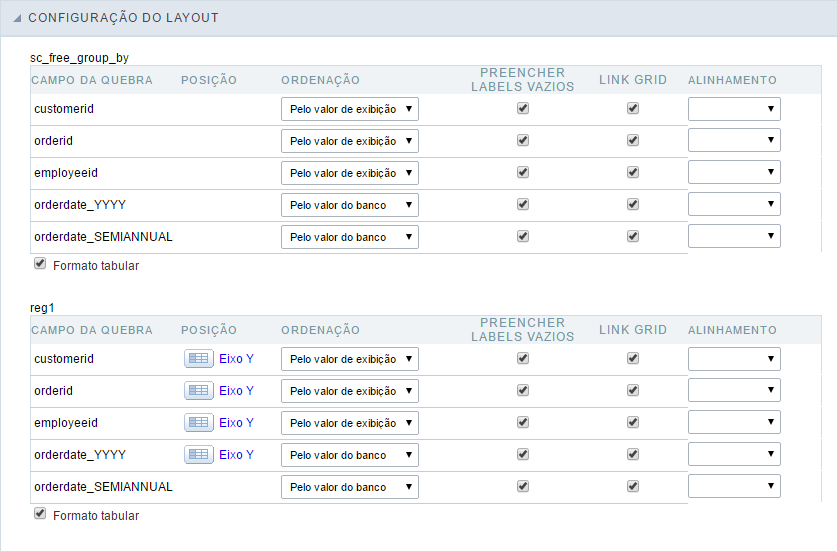 CONFIGURAÇÃO DO LAYOUT
sc_free_group_by
CAMPO DA QUEBRA POSIÇÃO ORDENAÇÃO PREENCHER LABELS VAZIOS LINK GRID ALINHAMENTO
customerid Pelo valor de exibição
orderid Pelo valor de exibição
employeeid Pelo valor de exibição
orderdate_YYYY Pelo valor do banco
orderdate_SEMIANNUAL Pelo valor do banco
Formato tabular
reg1
CAMPO DA QUEBRA POSIÇÃO ORDENAÇÃO PREENCHER LABELS VAZIOS LINK GRID ALINHAMENTO
customerid Eixo Y Pelo valor de exibição
orderid Eixo Y Pelo valor de exibição
employeeid Eixo Y Pelo valor de exibição
orderdate_YYYY Eixo Y Pelo valor do banco
orderdate_SEMIANNUAL Pelo valor do banco
Formato tabular